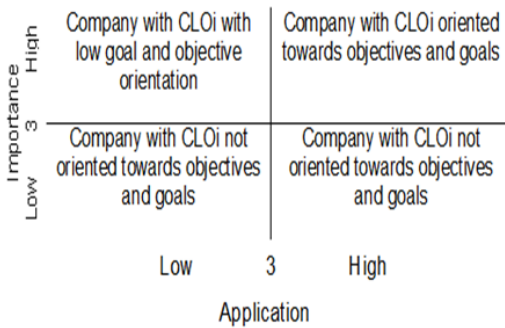 Company with CLOi with
low goal and objective
orientation
Company with CLOi oriented
towards objectives and goals
Importance
High
3
Low
Company with CLOi not
oriented towards objectives
and goals
Company with CLOi not
oriented towards objectives
and goals
Low 3 High
Application